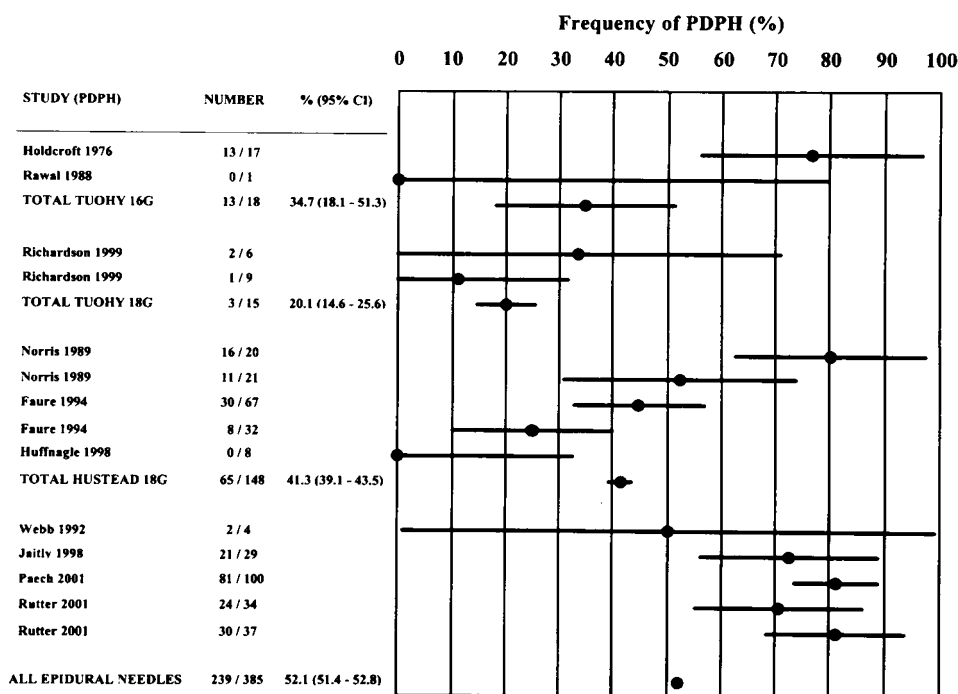 Frequency of PDPH (%)
0 10 20 30 40 50 60 70 80 90 100
STUDY (PDPH) NUMBER % (95% CI)
Holdcroft 1976 13 / 17
Rawal 1988 0 / 1
TOTAL TUOHY 16G 13 / 18 34.7 (18.1 - 51.3)
Richardson 1999 2 / 6
Richardson 1999 1 / 9
TOTAL TUOHY 18G 3 / 15 20.1 (14.6 - 25.6)
Norris 1989 16 / 20
Norris 1989 11 / 21
Faure 1994 30 / 67
Faure 1994 8 / 32
Huffnagle 1998 0 / 8
TOTAL HUSTEAD 18G 65 / 148 41.3 (39.1 - 43.5)
Webb 1992 2 / 4
Jaitly 1998 21 / 29
Paech 2001 81 / 100
Rutter 2001 24 / 34
Rutter 2001 30 / 37
ALL EPIDURAL NEEDLES 239 / 385 52.1 (51.4 - 52.8)